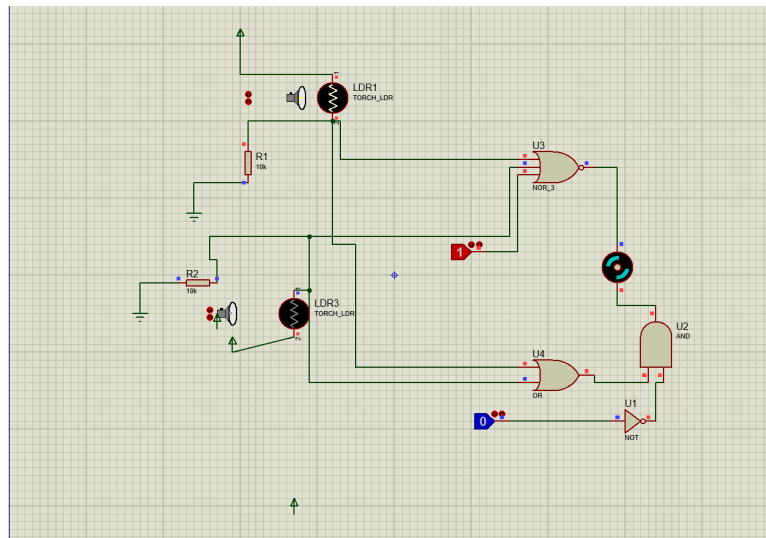 LDR1
TORCH_LDR
R1
10k
U3
NOR_3
1
R2
10k
LDR3
TORCH_LDR
U2
AND
U4
OR
U1
0
NOT